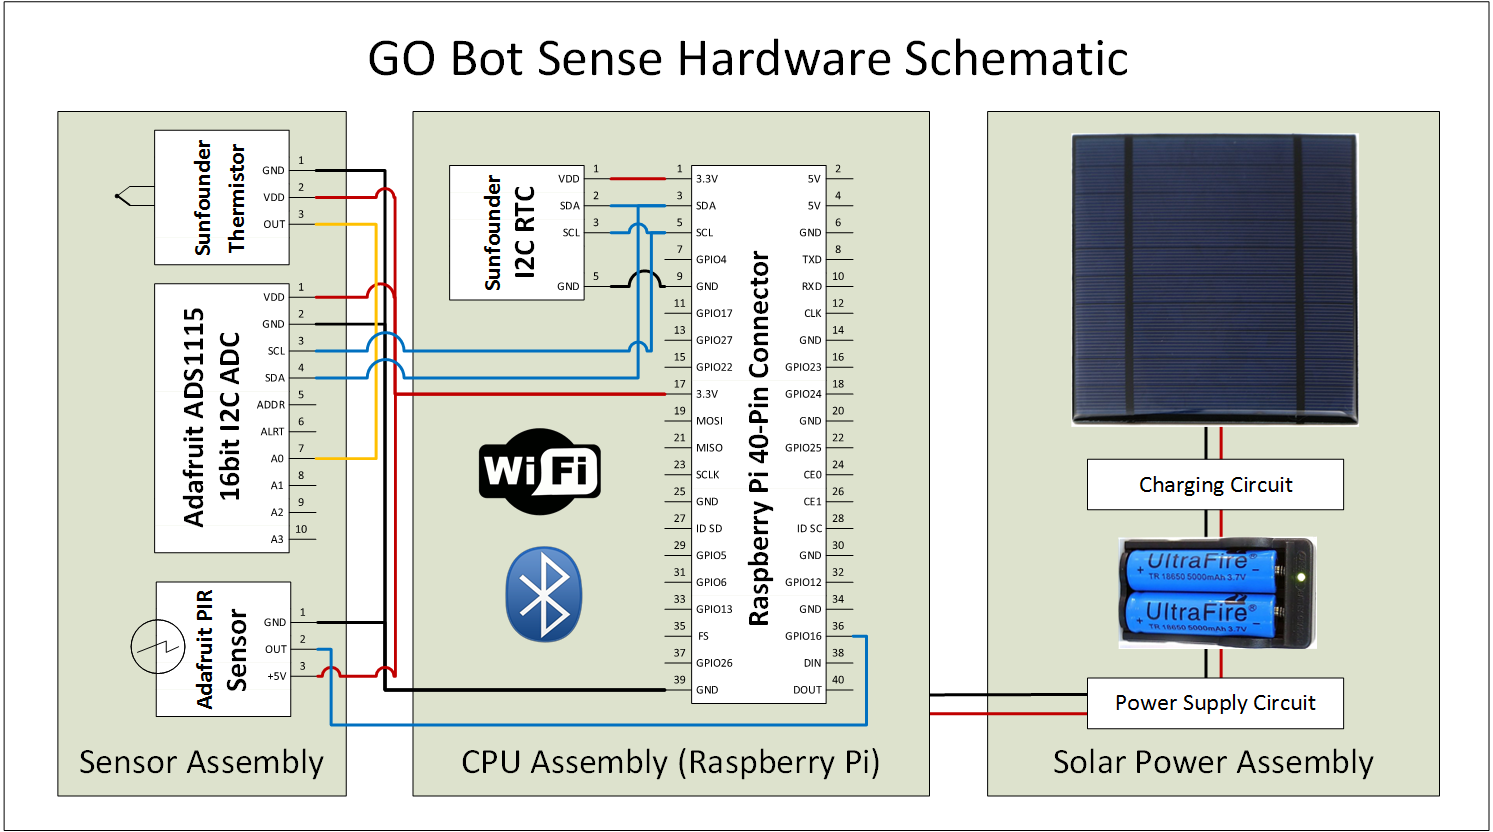 GO Bot Sense Hardware Schematic
Sunfounder
Thermistor
GND 1
VDD 2
OUT 3
Adafruit ADS1115
16bit I2C ADC
VDD 1
GND 2
SCL 3
SDA 4
ADDR 5
ALRT 6
A0 7
A1 8
A2 9
A3 10
Adafruit PIR
Sensor
GND 1
OUT 2
+5V 3
Sensor Assembly
Sunfounder
I2C RTC
VDD 1
SDA 2
SCL 3
GND 5
Raspberry Pi 40-Pin Connector
1 3.3V 5V 2
3 SDA 5V 4
5 SCL GND 6
7 GPIO4 TXD 8
9 GND RXD 10
11 GPIO17 CLK 12
13 GPIO27 GND 14
15 GPIO22 GPIO23 16
17 3.3V GPIO24 18
19 MOSI GND 20
21 MISO GPIO25 22
23 SCLK CE0 24
25 GND CE1 26
27 ID SD ID SC 28
29 GPIO5 GND 30
31 GPIO6 GPIO12 32
33 GPIO13 GND 34
35 FS GPIO16 36
37 GPIO26 DIN 38
39 GND DOUT 40
WiFi
CPU Assembly (Raspberry Pi)
Charging Circuit
UltraFire®
TR 18650 5000mAh 3.7V
UltraFire®
TR 18650 5000mAh 3.7V
Power Supply Circuit
Solar Power Assembly